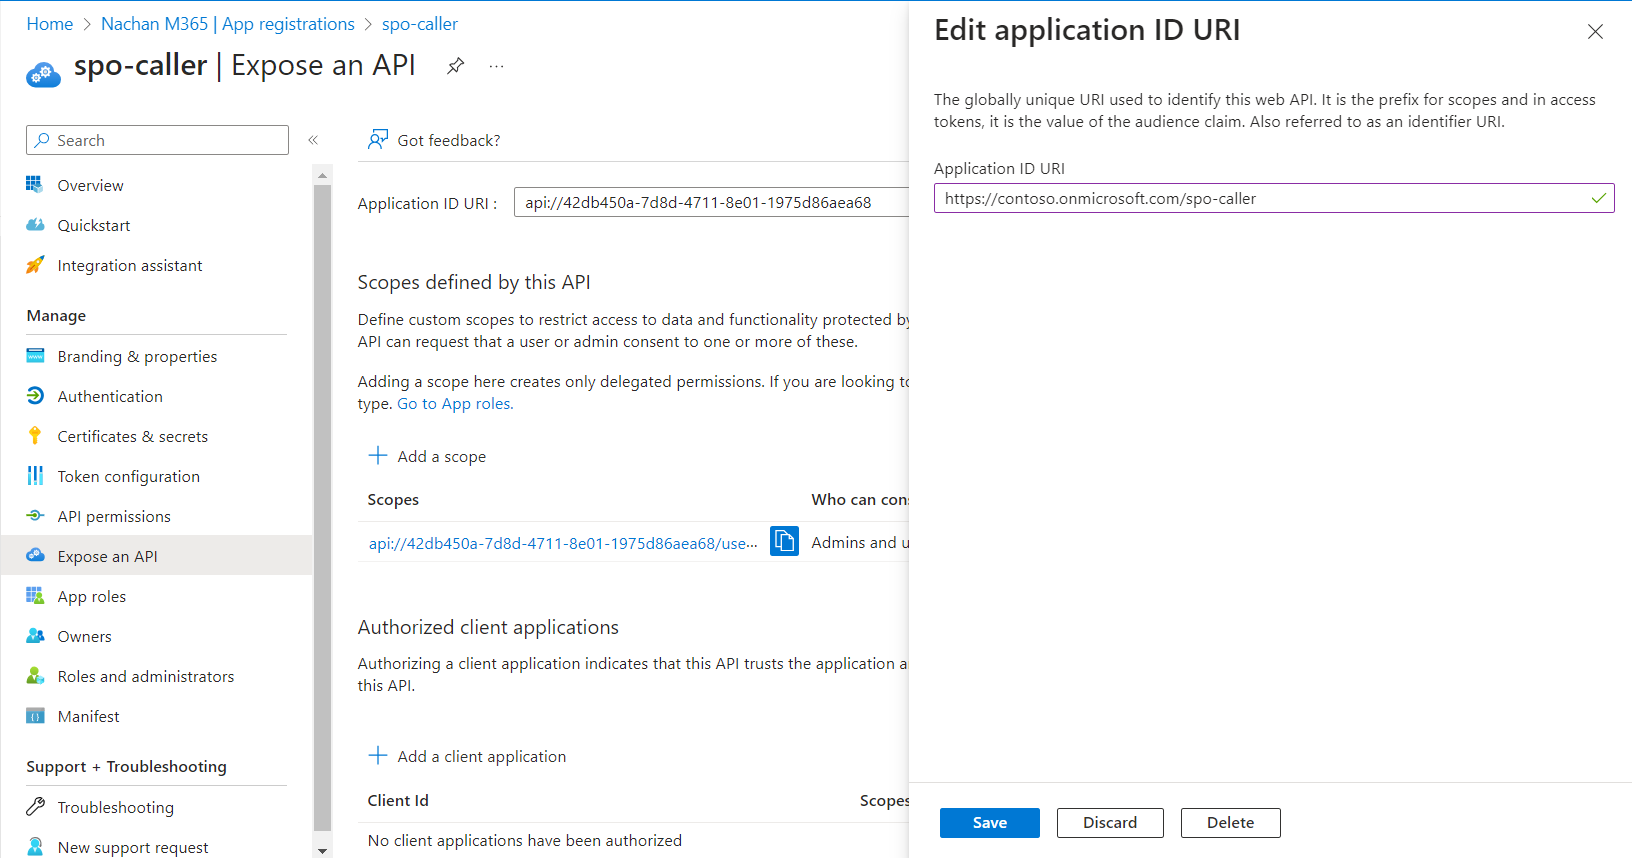 Home > Nachan M365 | App registrations > spo-caller
spo-caller | Expose an API
...
Search
«
Overview
Quickstart
Integration assistant
Manage
Branding & properties
Authentication
Certificates & secrets
Token configuration
API permissions
Expose an API
App roles
Owners
Roles and administrators
Manifest
Support + Troubleshooting
Troubleshooting
New support request
Got feedback?
Application ID URI : api://42db450a-7d8d-4711-8e01-1975d86aea68
Scopes defined by this API
Define custom scopes to restrict access to data and functionality protected by
API can request that a user or admin consent to one or more of these.
Adding a scope here creates only delegated permissions. If you are looking to
type. Go to App roles.
Add a scope
Scopes Who can cons
api://42db450a-7d8d-4711-8e01-1975d86aea68/use... Admins and u
Authorized client applications
Authorizing a client application indicates that this API trusts the application a
this API.
Add a client application
Client Id Scopes
No client applications have been authorized
Edit application ID URI
The globally unique URI used to identify this web API. It is the prefix for scopes and in access
tokens, it is the value of the audience claim. Also referred to as an identifier URI.
Application ID URI
https://contoso.onmicrosoft.com/spo-caller
Save Discard Delete